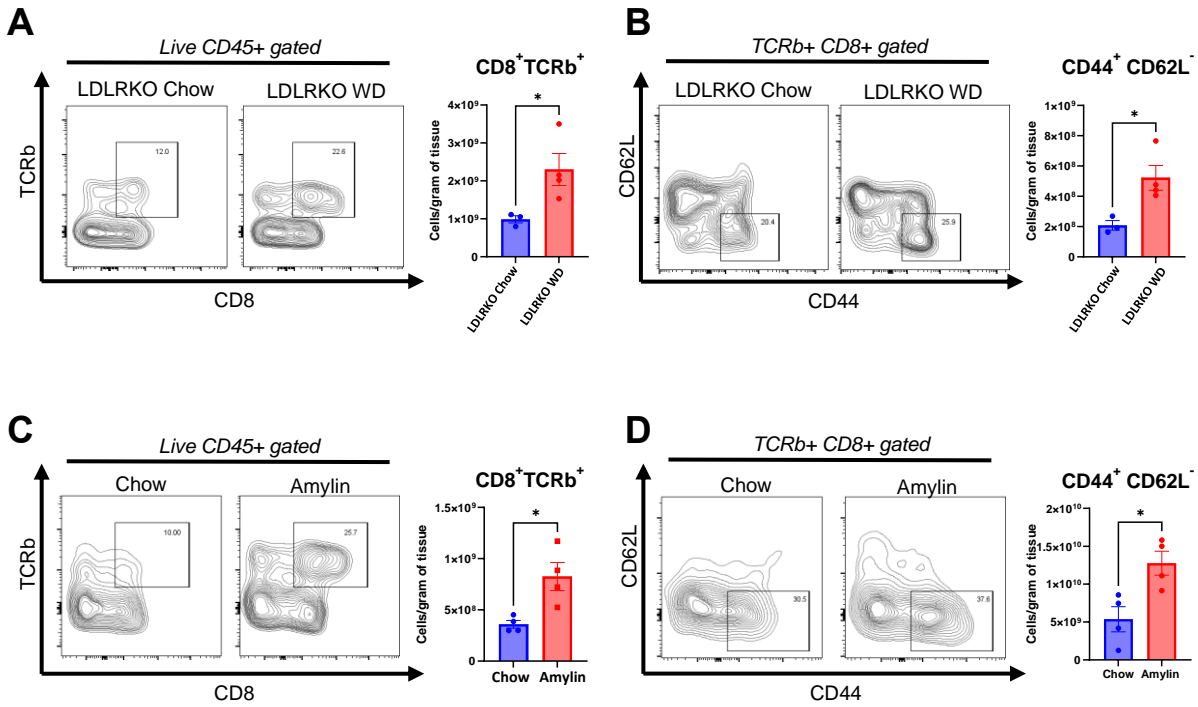 A
Live CD45+ gated
LDLRKO Chow
LDLRKO WD
TCRb
12.0
22.6
CD8
CD8⁺TCRb⁺
*
Cells/gram of tissue
4×10⁹
3×10⁹
2×10⁹
1×10⁹
0
LDLRKO Chow
LDLRKO WD
B
TCRb+ CD8+ gated
LDLRKO Chow
LDLRKO WD
CD62L
20.4
25.9
CD44
CD44⁺ CD62L⁻
*
Cells/gram of tissue
1×10⁹
8×10⁸
6×10⁸
4×10⁸
2×10⁸
0
LDLRKO Chow
LDLRKO WD
C
Live CD45+ gated
Chow
Amylin
TCRb
10.00
25.7
CD8
CD8⁺TCRb⁺
*
Cells/gram of tissue
1.5×10⁹
1×10⁹
5×10⁸
0
Chow Amylin
D
TCRb+ CD8+ gated
Chow
Amylin
CD62L
30.5
37.6
CD44
CD44⁺ CD62L⁻
*
Cells/gram of tissue
2×10¹⁰
1.5×10¹⁰
1×10¹⁰
5×10⁹
0
Chow Amylin